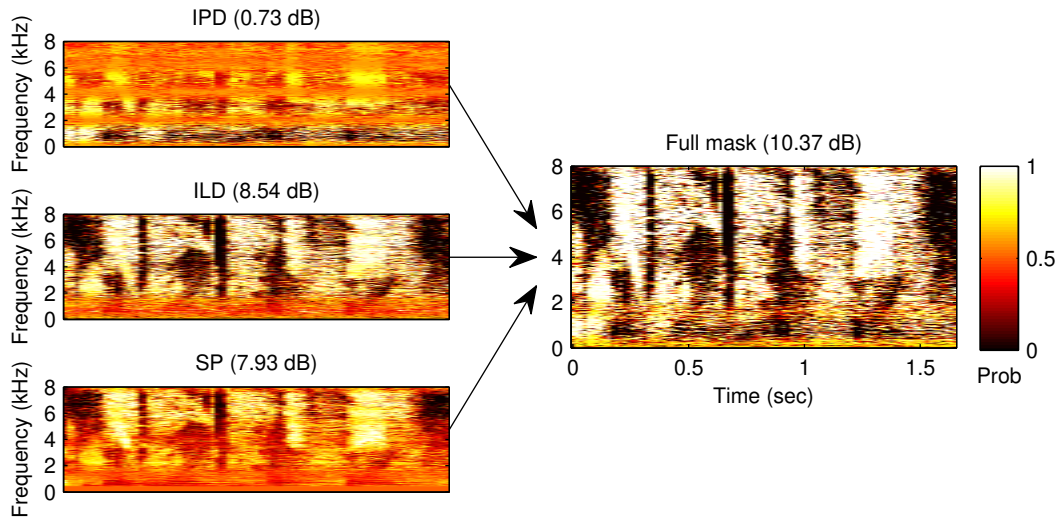 IPD (0.73 dB)
Frequency (kHz)
8
6
4
2
0
ILD (8.54 dB)
Frequency (kHz)
8
6
4
2
0
SP (7.93 dB)
Frequency (kHz)
8
6
4
2
0
Full mask (10.37 dB)
8
6
4
2
0
0 0.5 1 1.5
Time (sec)
1
0.5
0
Prob